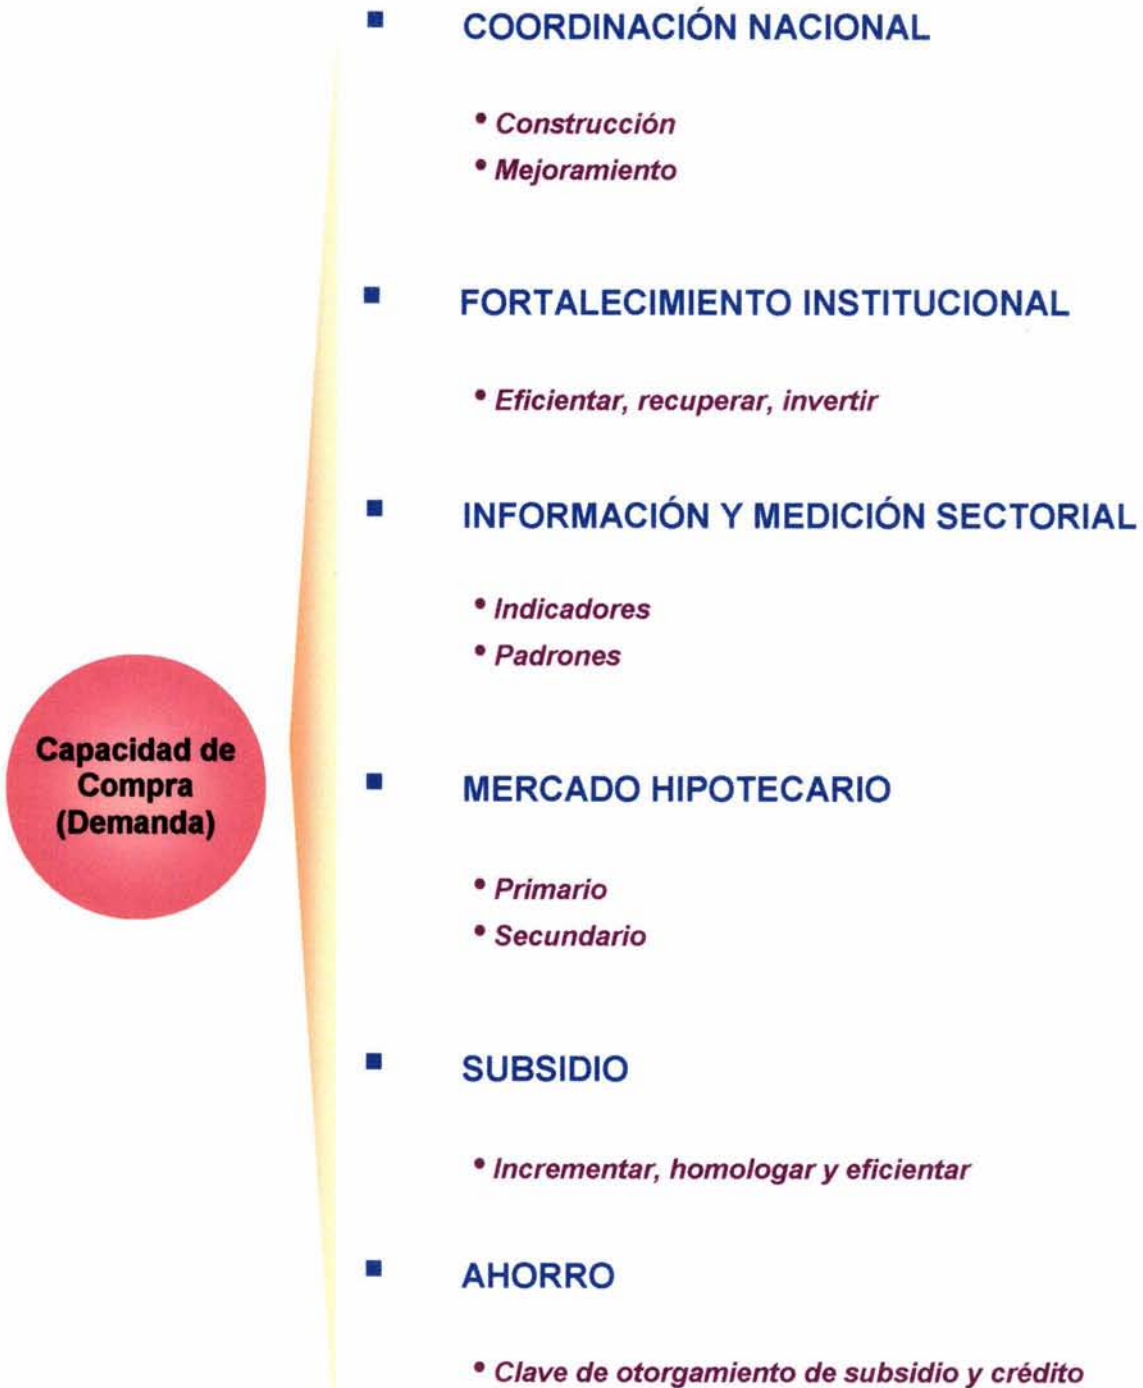 COORDINACIÓN NACIONAL
• Construcción
• Mejoramiento
FORTALECIMIENTO INSTITUCIONAL
• Eficientar, recuperar, invertir
INFORMACIÓN Y MEDICIÓN SECTORIAL
• Indicadores
• Padrones
Capacidad de
Compra
(Demanda)
MERCADO HIPOTECARIO
• Primario
• Secundario
SUBSIDIO
• Incrementar, homologar y eficientar
AHORRO
• Clave de otorgamiento de subsidio y crédito